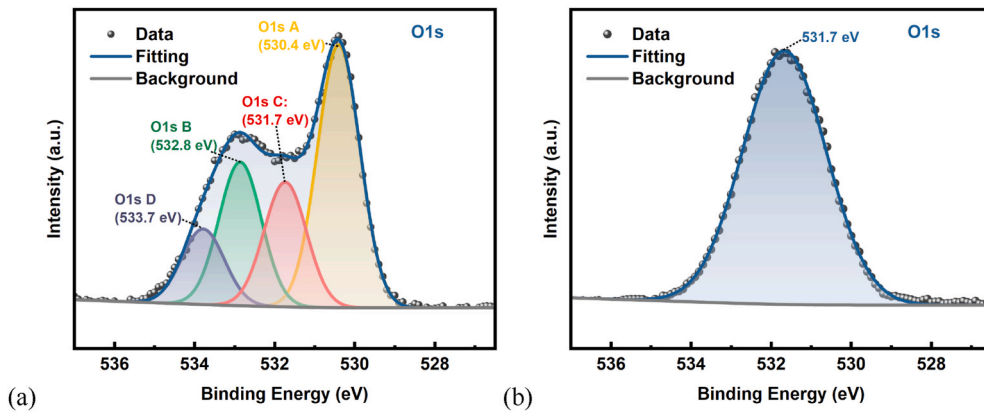 Data
Fitting
Background
O1s A
(530.4 eV)
O1s
O1s B
(532.8 eV)
O1s C:
(531.7 eV)
O1s D
(533.7 eV)
Intensity (a.u.)
536 534 532 530 528
Binding Energy (eV)
(a)
Data
Fitting
Background
531.7 eV
O1s
Intensity (a.u.)
536 534 532 530 528
Binding Energy (eV)
(b)